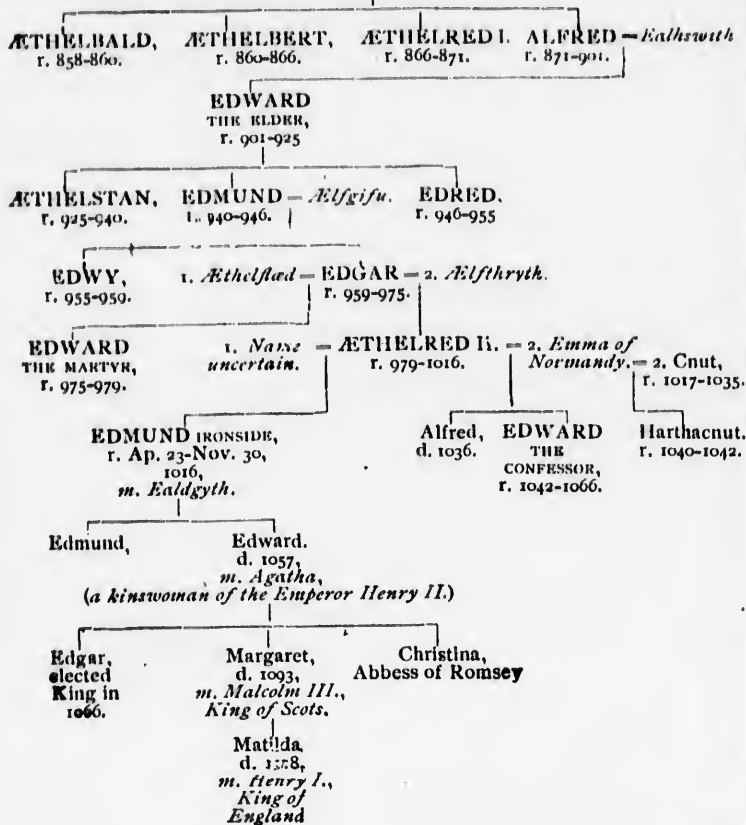 ÆTHELBALD, ÆTHELBERT, ÆTHELRED I. ALFRED – Ealhswith
r. 858-860. r. 860-866. r. 866-871. r. 871-901.
EDWARD
THE ELDER,
r. 901-925
ÆTHELSTAN, EDMUND – Ælfgifu. EDRED.
r. 925-940. r. 940-946. r. 946-955
EDWY, 1. Æthelflæd – EDGAR – 2. Ælfthryth.
r. 955-959. r. 959-975.
EDWARD 1. Name – ÆTHELRED II. – 2. Emma of
THE MARTYR, uncertain. r. 979-1016. Normandy. – 2. Cnut,
r. 975-979. r. 1017-1035.
EDMUND IRONSIDE, Alfred, EDWARD Harthacnut.
r. Ap. 23-Nov. 30, d. 1036. THE r. 1040-1042.
1016, CONFESSOR,
m. Ealdgyth. r. 1042-1066.
Edmund, Edward.
d. 1057,
m. Agatha,
(a kinswoman of the Emperor Henry II.)
Edgar, Margaret, Christina,
elected d. 1093, Abbess of Romsey
King in m. Malcolm III.,
1066. King of Scots.
Matilda
d.
m. Henry I.,
King of
England